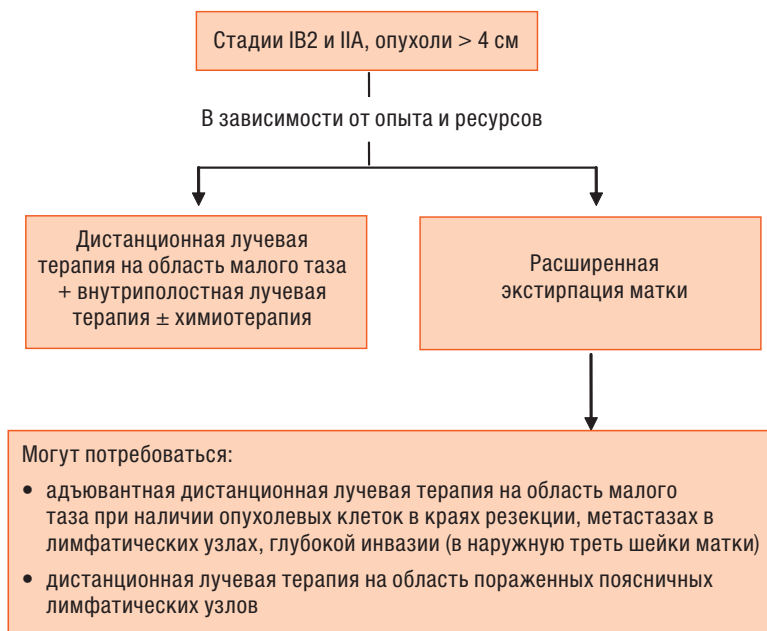 Стадии IB2 и IIA, опухоли > 4 см
В зависимости от опыта и ресурсов
Дистанционная лучевая
терапия на область малого таза
+ внутриполостная лучевая
терапия ± химиотерапия
Расширенная
экстирпация матки
Могут потребоваться:
• адъювантная дистанционная лучевая терапия на область малого
таза при наличии опухолевых клеток в краях резекции, метастазах в
лимфатических узлах, глубокой инвазии (в наружную треть шейки матки)
• дистанционная лучевая терапия на область пораженных поясничных
лимфатических узлов